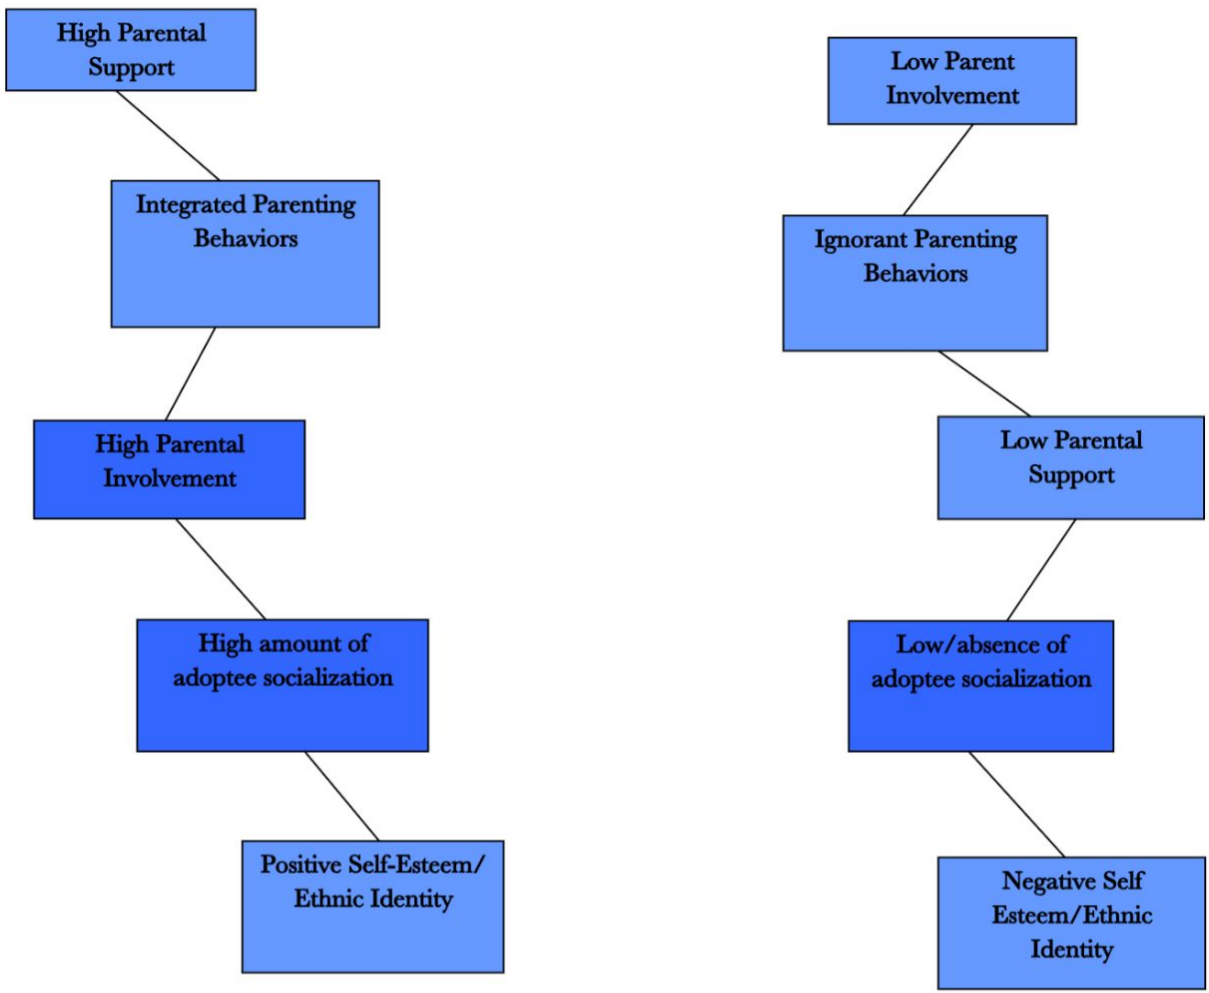 High Parental
Support
Integrated Parenting
Behaviors
High Parental
Involvement
High amount of
adoptee socialization
Positive Self-Esteem/
Ethnic Identity
Low Parent
Involvement
Ignorant Parenting
Behaviors
Low Parental
Support
Low/absence of
adoptee socialization
Negative Self
Esteem/Ethnic
Identity